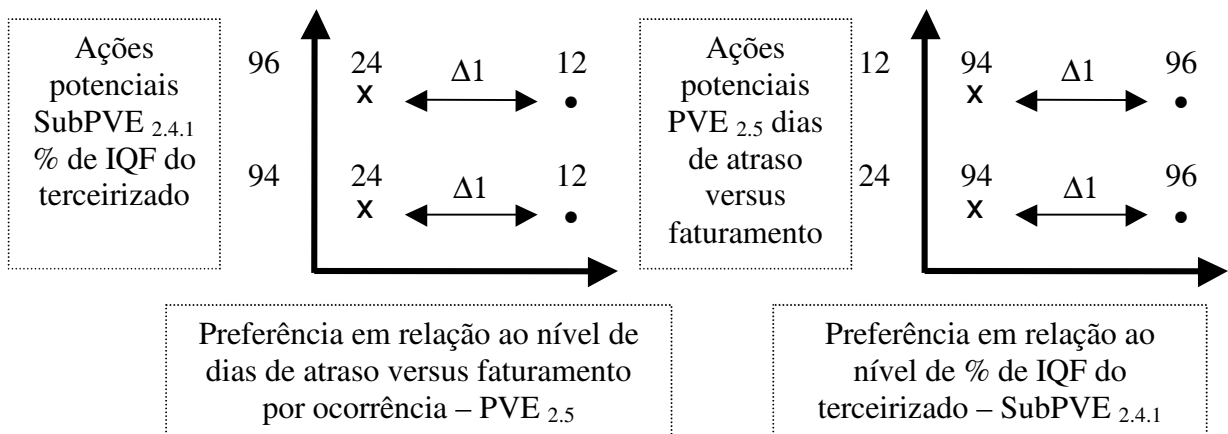 Ações
potenciais
SubPVE 2.4.1
% de IQF do
terceirizado
96
24
x
Δ1
12
94
24
x
Δ1
12
Preferência em relação ao nível de
dias de atraso versus faturamento
por ocorrência – PVE 2.5
Ações
potenciais
PVE 2.5 dias
de atraso
versus
faturamento
12
94
x
Δ1
96
24
94
x
Δ1
96
Preferência em relação ao
nível de % de IQF do
terceirizado – SubPVE 2.4.1